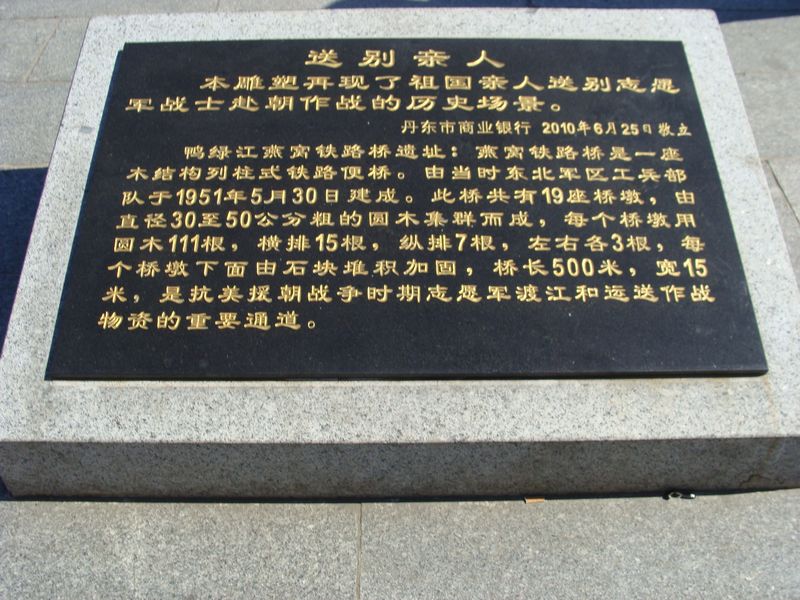 送别亲人
本雕塑再现了祖国亲人送别志愿
军战士赴朝作战的历史场景。
丹东市商业银行 2010年6月25日敬立
鸭绿江燕窝铁路桥遗址：燕窝铁路桥是一座
木结构列柱式铁路便桥。由当时东北军区工兵部
队于1951年5月30日建成。此桥共有19座桥墩，由
直径30至50公分粗的圆木集群而成，每个桥墩用
圆木111根，横排15根，纵排7根，左右各3根，每
个桥墩下面由石块堆积加固，桥长500米，宽15
米，是抗美援朝战争时期志愿军渡江和运送作战
物资的重要通道。